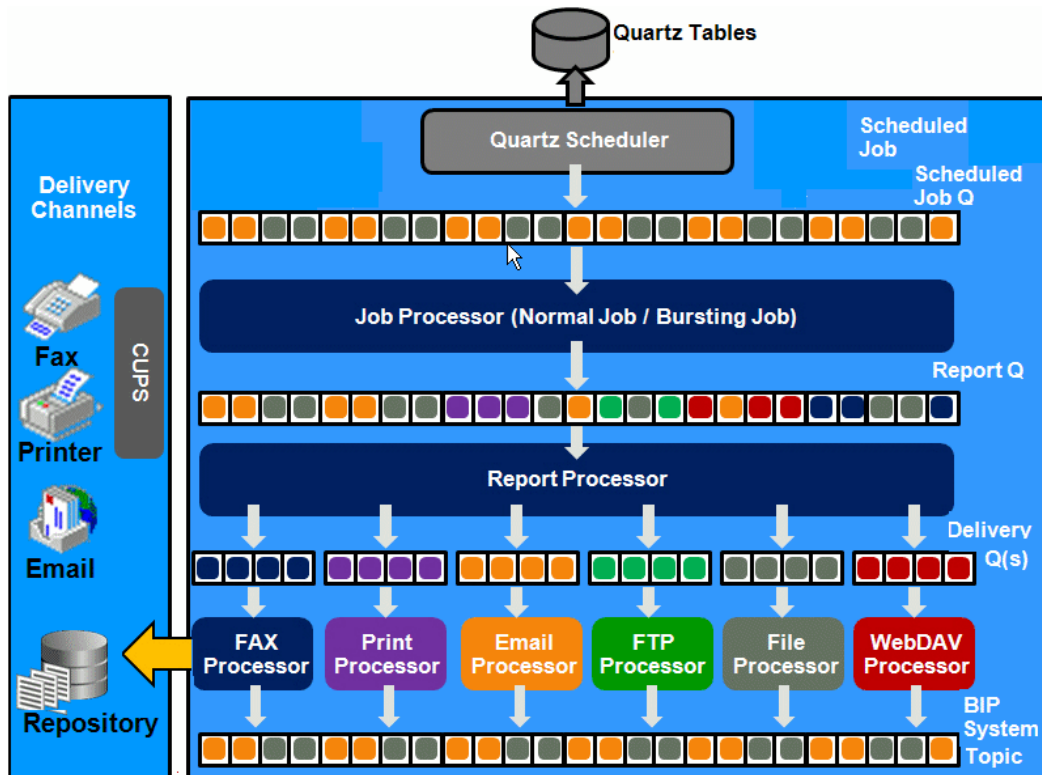 Quartz Tables
Quartz Scheduler
Scheduled
Job
Scheduled
Job Q
Delivery
Channels
Fax
CUPS
Printer
Email
Repository
Job Processor (Normal Job / Bursting Job)
Report Q
Report Processor
Delivery
Q(s)
FAX
Processor
Print
Processor
Email
Processor
FTP
Processor
File
Processor
WebDAV
Processor
BIP
System
Topic